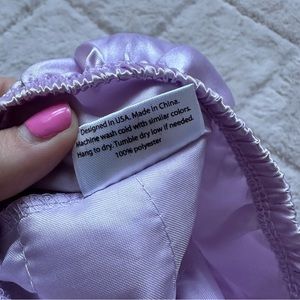 Designed in USA. Made in China.
Machine wash cold with similar colors.
Hang to dry. Tumble dry low if needed.
100% polyester